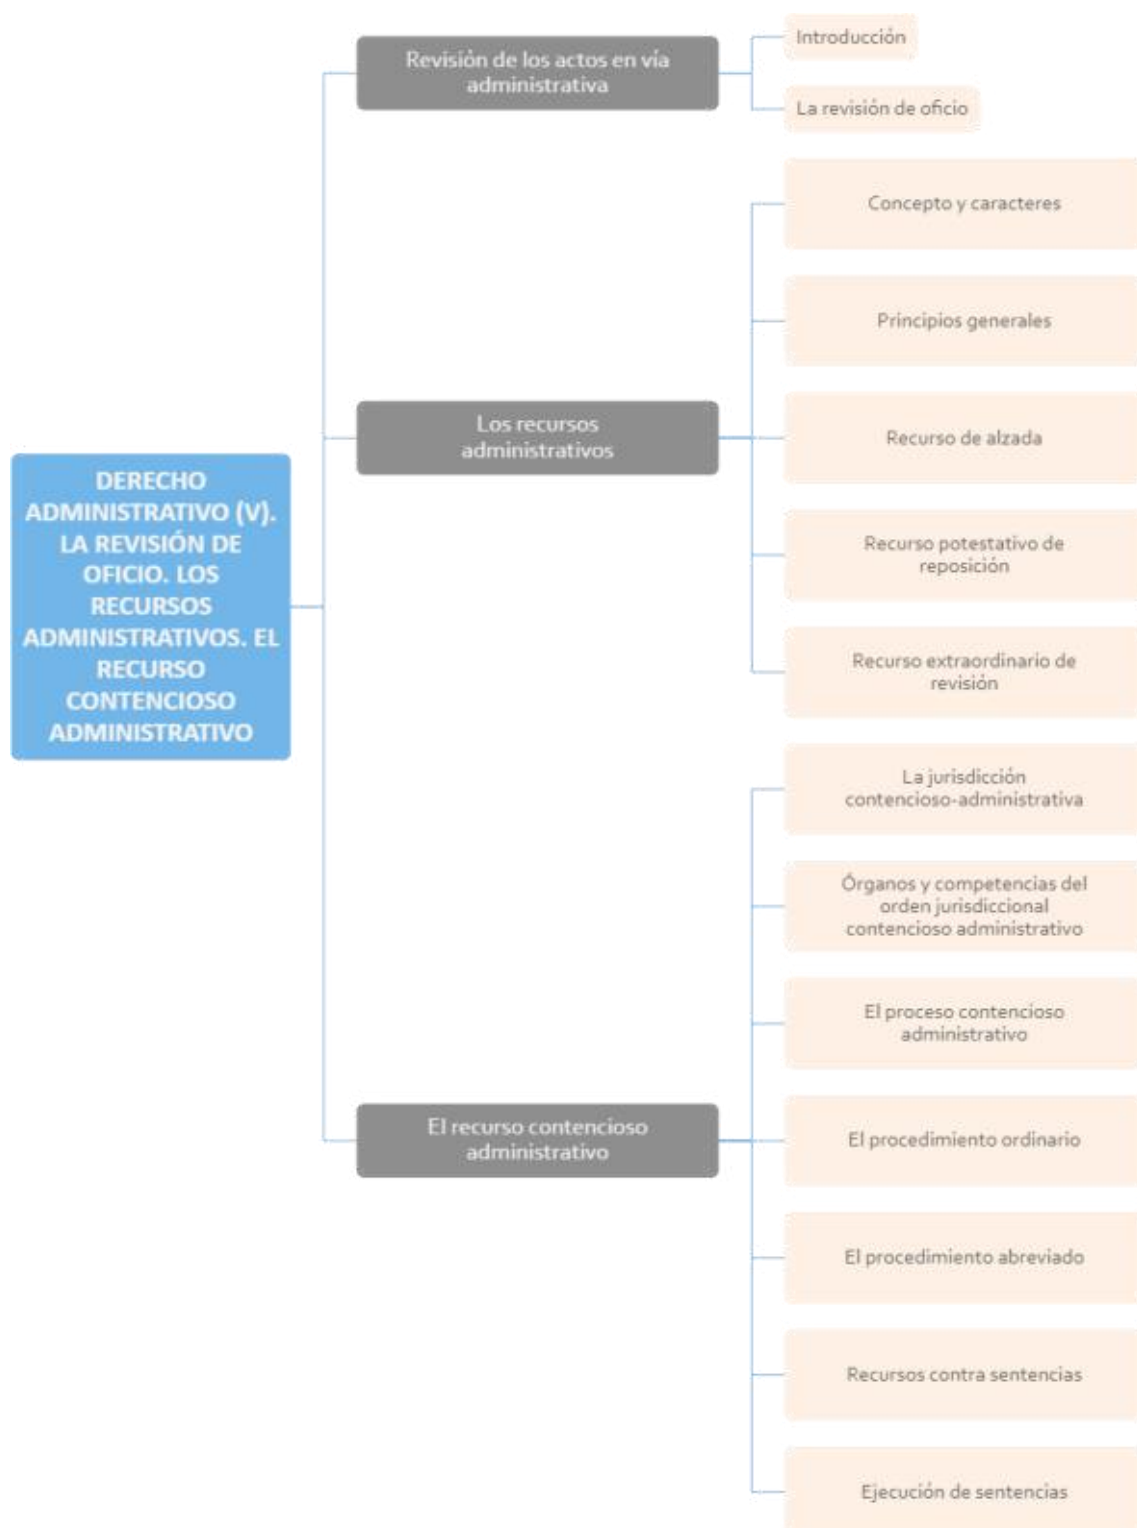 DERECHO
ADMINISTRATIVO (V).
LA REVISIÓN DE
OFICIO. LOS
RECURSOS
ADMINISTRATIVOS. EL
RECURSO
CONTENCIOSO
ADMINISTRATIVO
Revisión de los actos en vía
administrativa
Introducción
La revisión de oficio
Los recursos
administrativos
Concepto y caracteres
Principios generales
Recurso de alzada
Recurso potestativo de
reposición
Recurso extraordinario de
revisión
El recurso contencioso
administrativo
La jurisdicción
contencioso-administrativa
Órganos y competencias del
orden jurisdiccional
contencioso administrativo
El proceso contencioso
administrativo
El procedimiento ordinario
El procedimiento abreviado
Recursos contra sentencias
Ejecución de sentencias